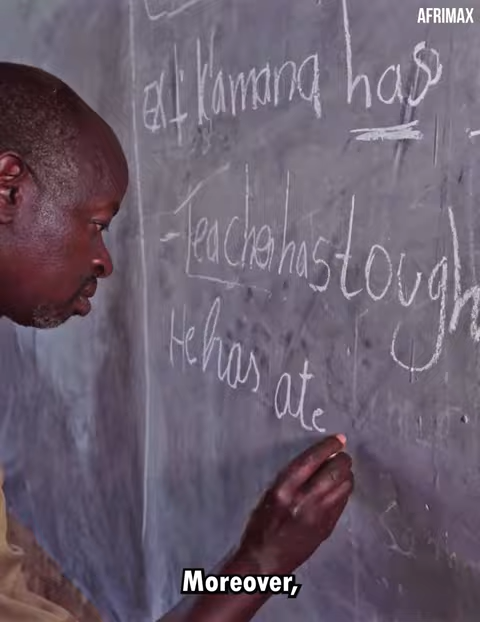 AFRIMAX
ex: Kamana has
- Teacher has tough
He has ate
Moreover,